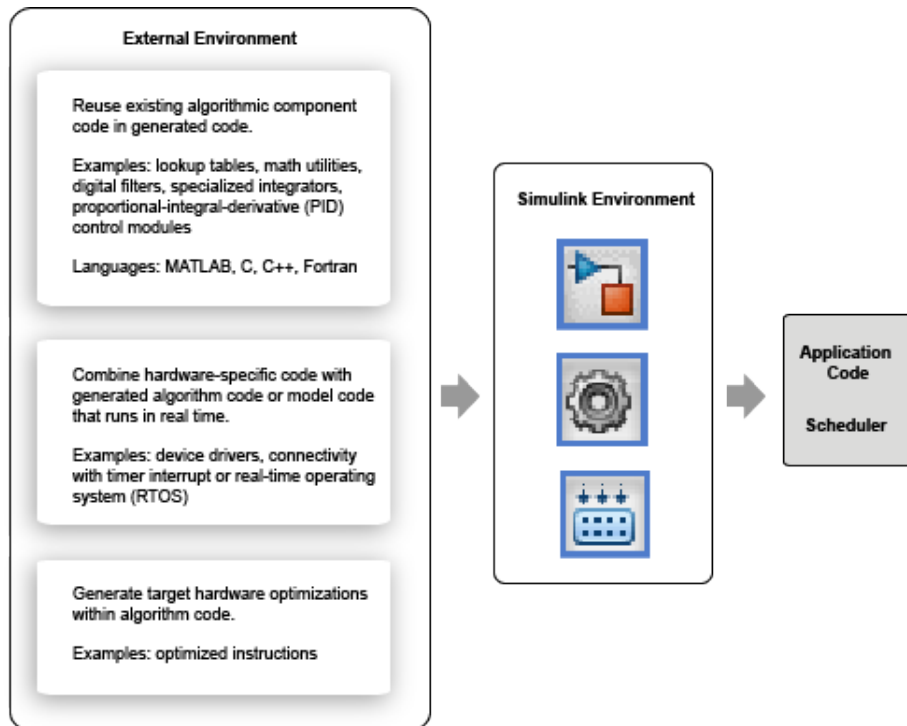 External Environment
Reuse existing algorithmic component
code in generated code.
Examples: lookup tables, math utilities,
digital filters, specialized integrators,
proportional-integral-derivative (PID)
control modules
Languages: MATLAB, C, C++, Fortran
Combine hardware-specific code with
generated algorithm code or model code
that runs in real time.
Examples: device drivers, connectivity
with timer interrupt or real-time operating
system (RTOS)
Generate target hardware optimizations
within algorithm code.
Examples: optimized instructions
Simulink Environment
Application
Code
Scheduler